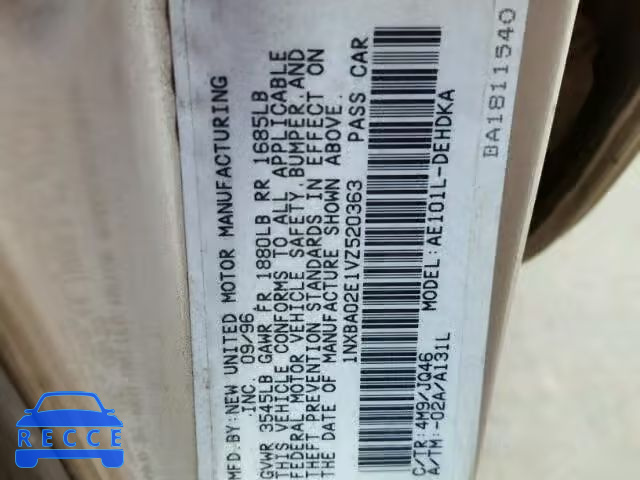 MFD.BY:NEW UNITED MOTOR MANUFACTURING
,INC. 09/96
GVWR 3545LB GAWR FR 1880LB RR 1685LB
THIS VEHICLE CONFORMS TO ALL APPLICABLE
FEDERAL MOTOR VEHICLE SAFETY,BUMPER,AND
THEFT PREVENTION STANDARDS IN EFFECT ON
THE DATE OF MANUFACTURE SHOWN ABOVE.
1NXBA02E1VZ520363 PASS CAR
C/TR:4M9/JQ46 MODEL:AE101L-DEHDKA
A/TM:-02A/A131L
BA1811540
RECCE